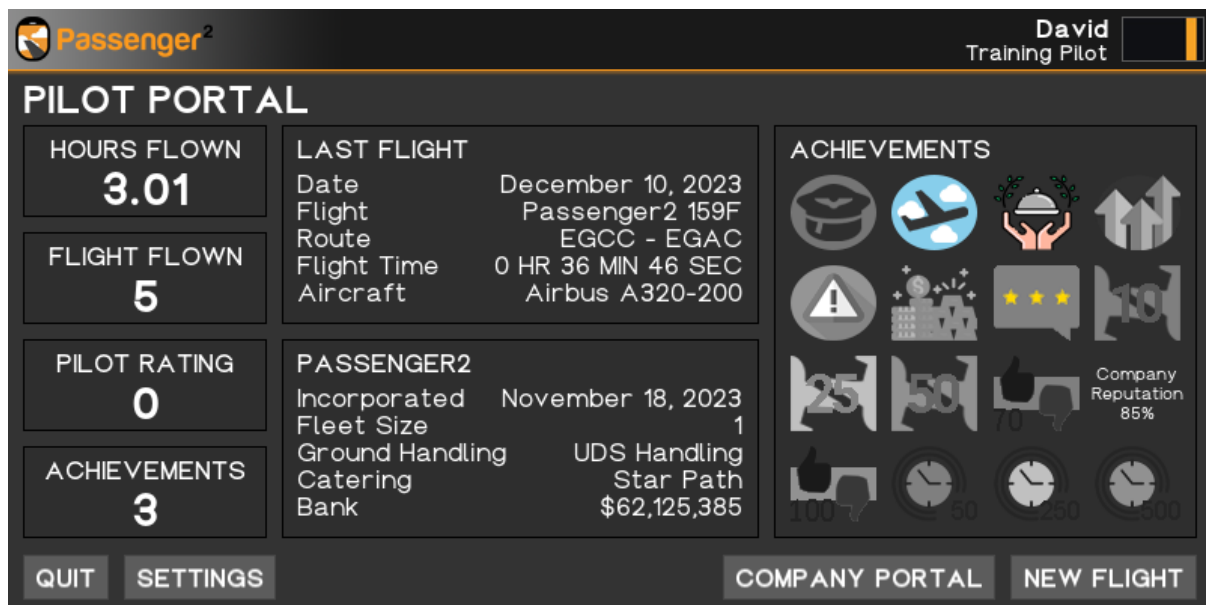 Passenger²
David
Training Pilot
PILOT PORTAL
HOURS FLOWN
3.01
FLIGHT FLOWN
5
PILOT RATING
0
ACHIEVEMENTS
3
LAST FLIGHT
Date December 10, 2023
Flight Passenger2 159F
Route EGCC - EGAC
Flight Time 0 HR 36 MIN 46 SEC
Aircraft Airbus A320-200
PASSENGER2
Incorporated November 18, 2023
Fleet Size 1
Ground Handling UDS Handling
Catering Star Path
Bank $62,125,385
ACHIEVEMENTS
$
10
25
50
70
Company
Reputation
85%
100
50
250
500
QUIT
SETTINGS
COMPANY PORTAL
NEW FLIGHT